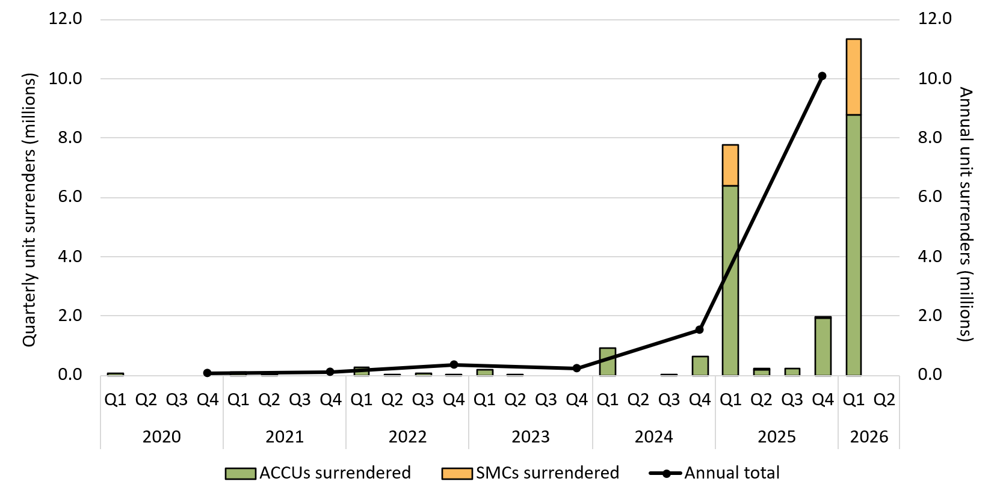 12.0 12.0
10.0 10.0
8.0 8.0
6.0 6.0
4.0 4.0
2.0 2.0
0.0 0.0
Quarterly unit surrenders (millions)
Annual unit surrenders (millions)
Q1 Q2 Q3 Q4 Q1 Q2 Q3 Q4 Q1 Q2 Q3 Q4 Q1 Q2 Q3 Q4 Q1 Q2 Q3 Q4 Q1 Q2 Q3 Q4 Q1 Q2
2020 2021 2022 2023 2024 2025 2026
ACCUs surrendered SMCs surrendered Annual total